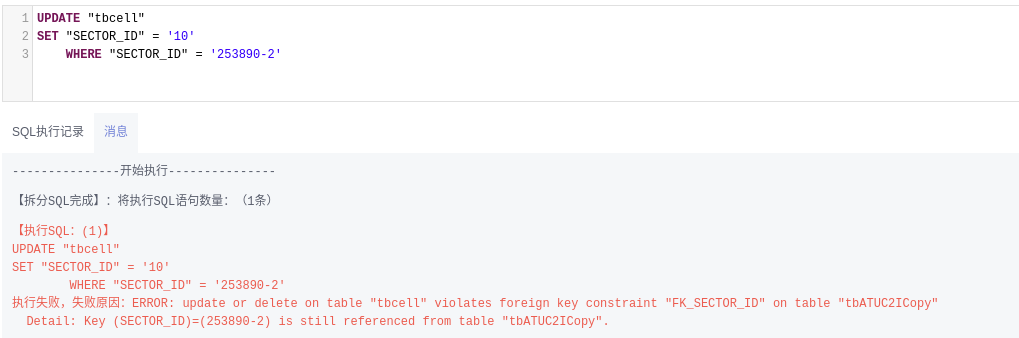 1 UPDATE "tbcell"
2 SET "SECTOR_ID" = '10'
3 WHERE "SECTOR_ID" = '253890-2'
SQL执行记录 消息
---------------开始执行---------------
【拆分SQL完成】：将执行SQL语句数量：（1条）
【执行SQL：(1)】
UPDATE "tbcell"
SET "SECTOR_ID" = '10'
WHERE "SECTOR_ID" = '253890-2'
执行失败，失败原因：ERROR: update or delete on table "tbcell" violates foreign key constraint "FK_SECTOR_ID" on table "tbATUC2ICopy"
Detail: Key (SECTOR_ID)=(253890-2) is still referenced from table "tbATUC2ICopy".